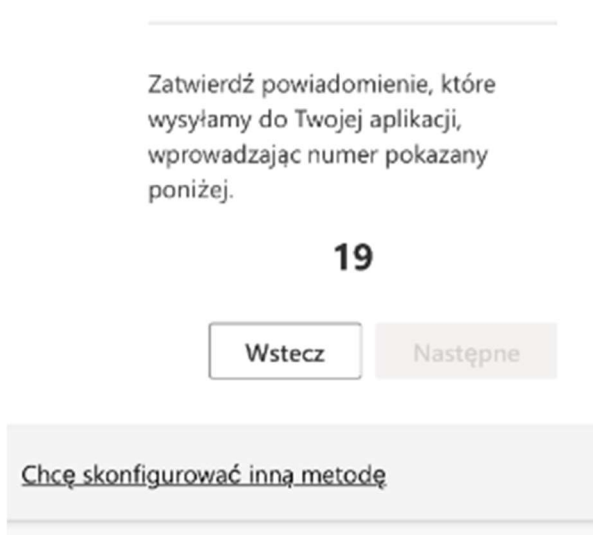 Zatwierdź powiadomienie, które
wysyłamy do Twojej aplikacji,
wprowadzając numer pokazany
poniżej.
19
Wstecz
Następne
Chcę skonfigurować inną metodę